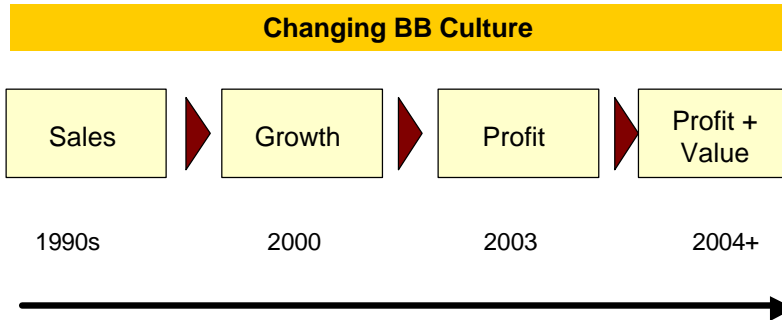 Changing BB Culture
Sales
Growth
Profit
Profit +
Value
1990s
2000
2003
2004+